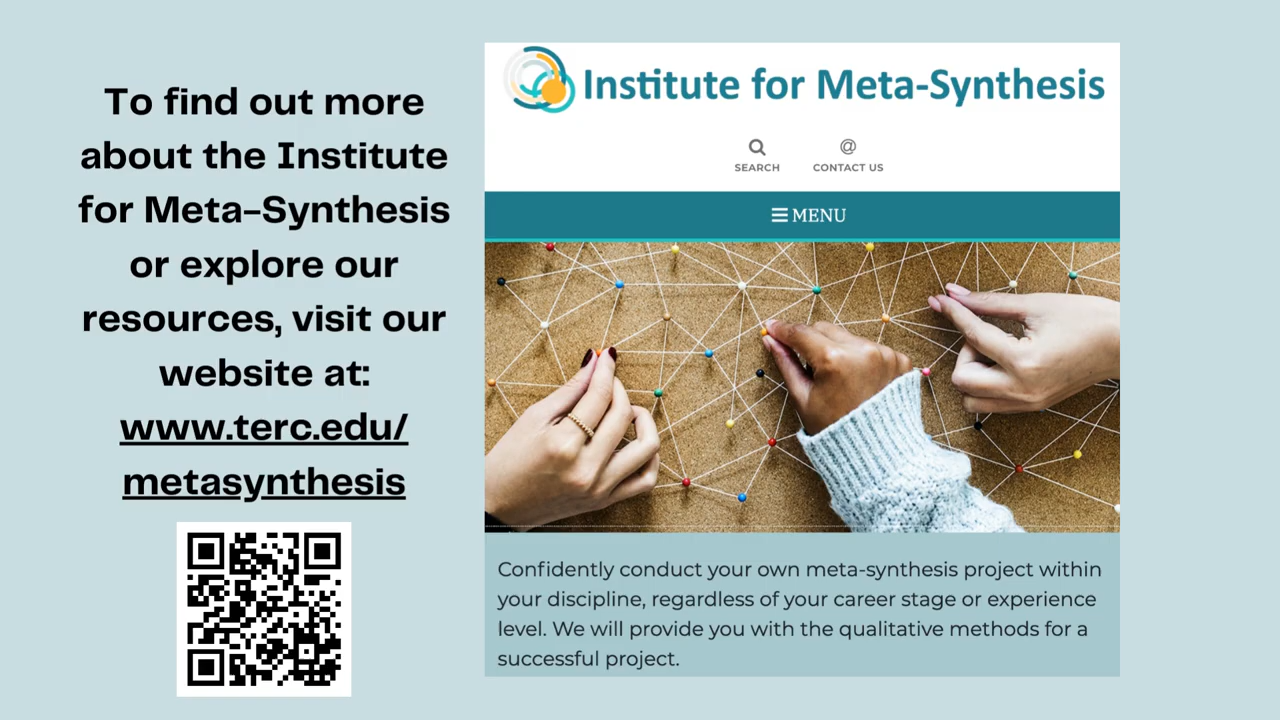 To find out more
about the Institute
for Meta-Synthesis
or explore our
resources, visit our
website at:
www.terc.edu/
metasynthesis
Institute for Meta-Synthesis
SEARCH
@
CONTACT US
MENU
Confidently conduct your own meta-synthesis project within
your discipline, regardless of your career stage or experience
level. We will provide you with the qualitative methods for a
successful project.